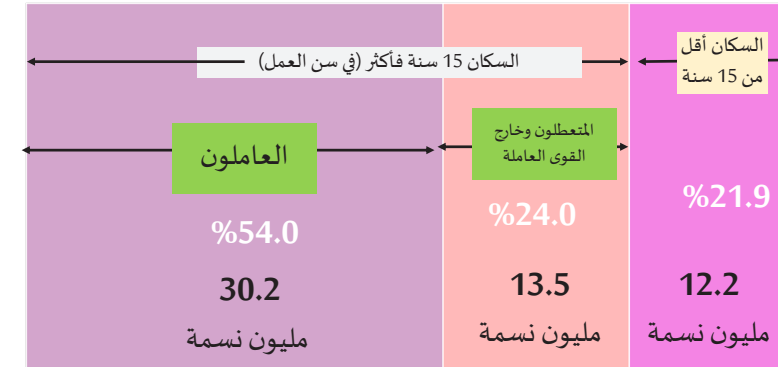 السكان أقل
من 15 سنة
السكان 15 سنة فأكثر (في سن العمل)
المتعطلون وخارج
القوى العاملة
العاملون
%21.9
%24.0
%54.0
12.2
13.5
30.2
مليون نسمة
مليون نسمة
مليون نسمة